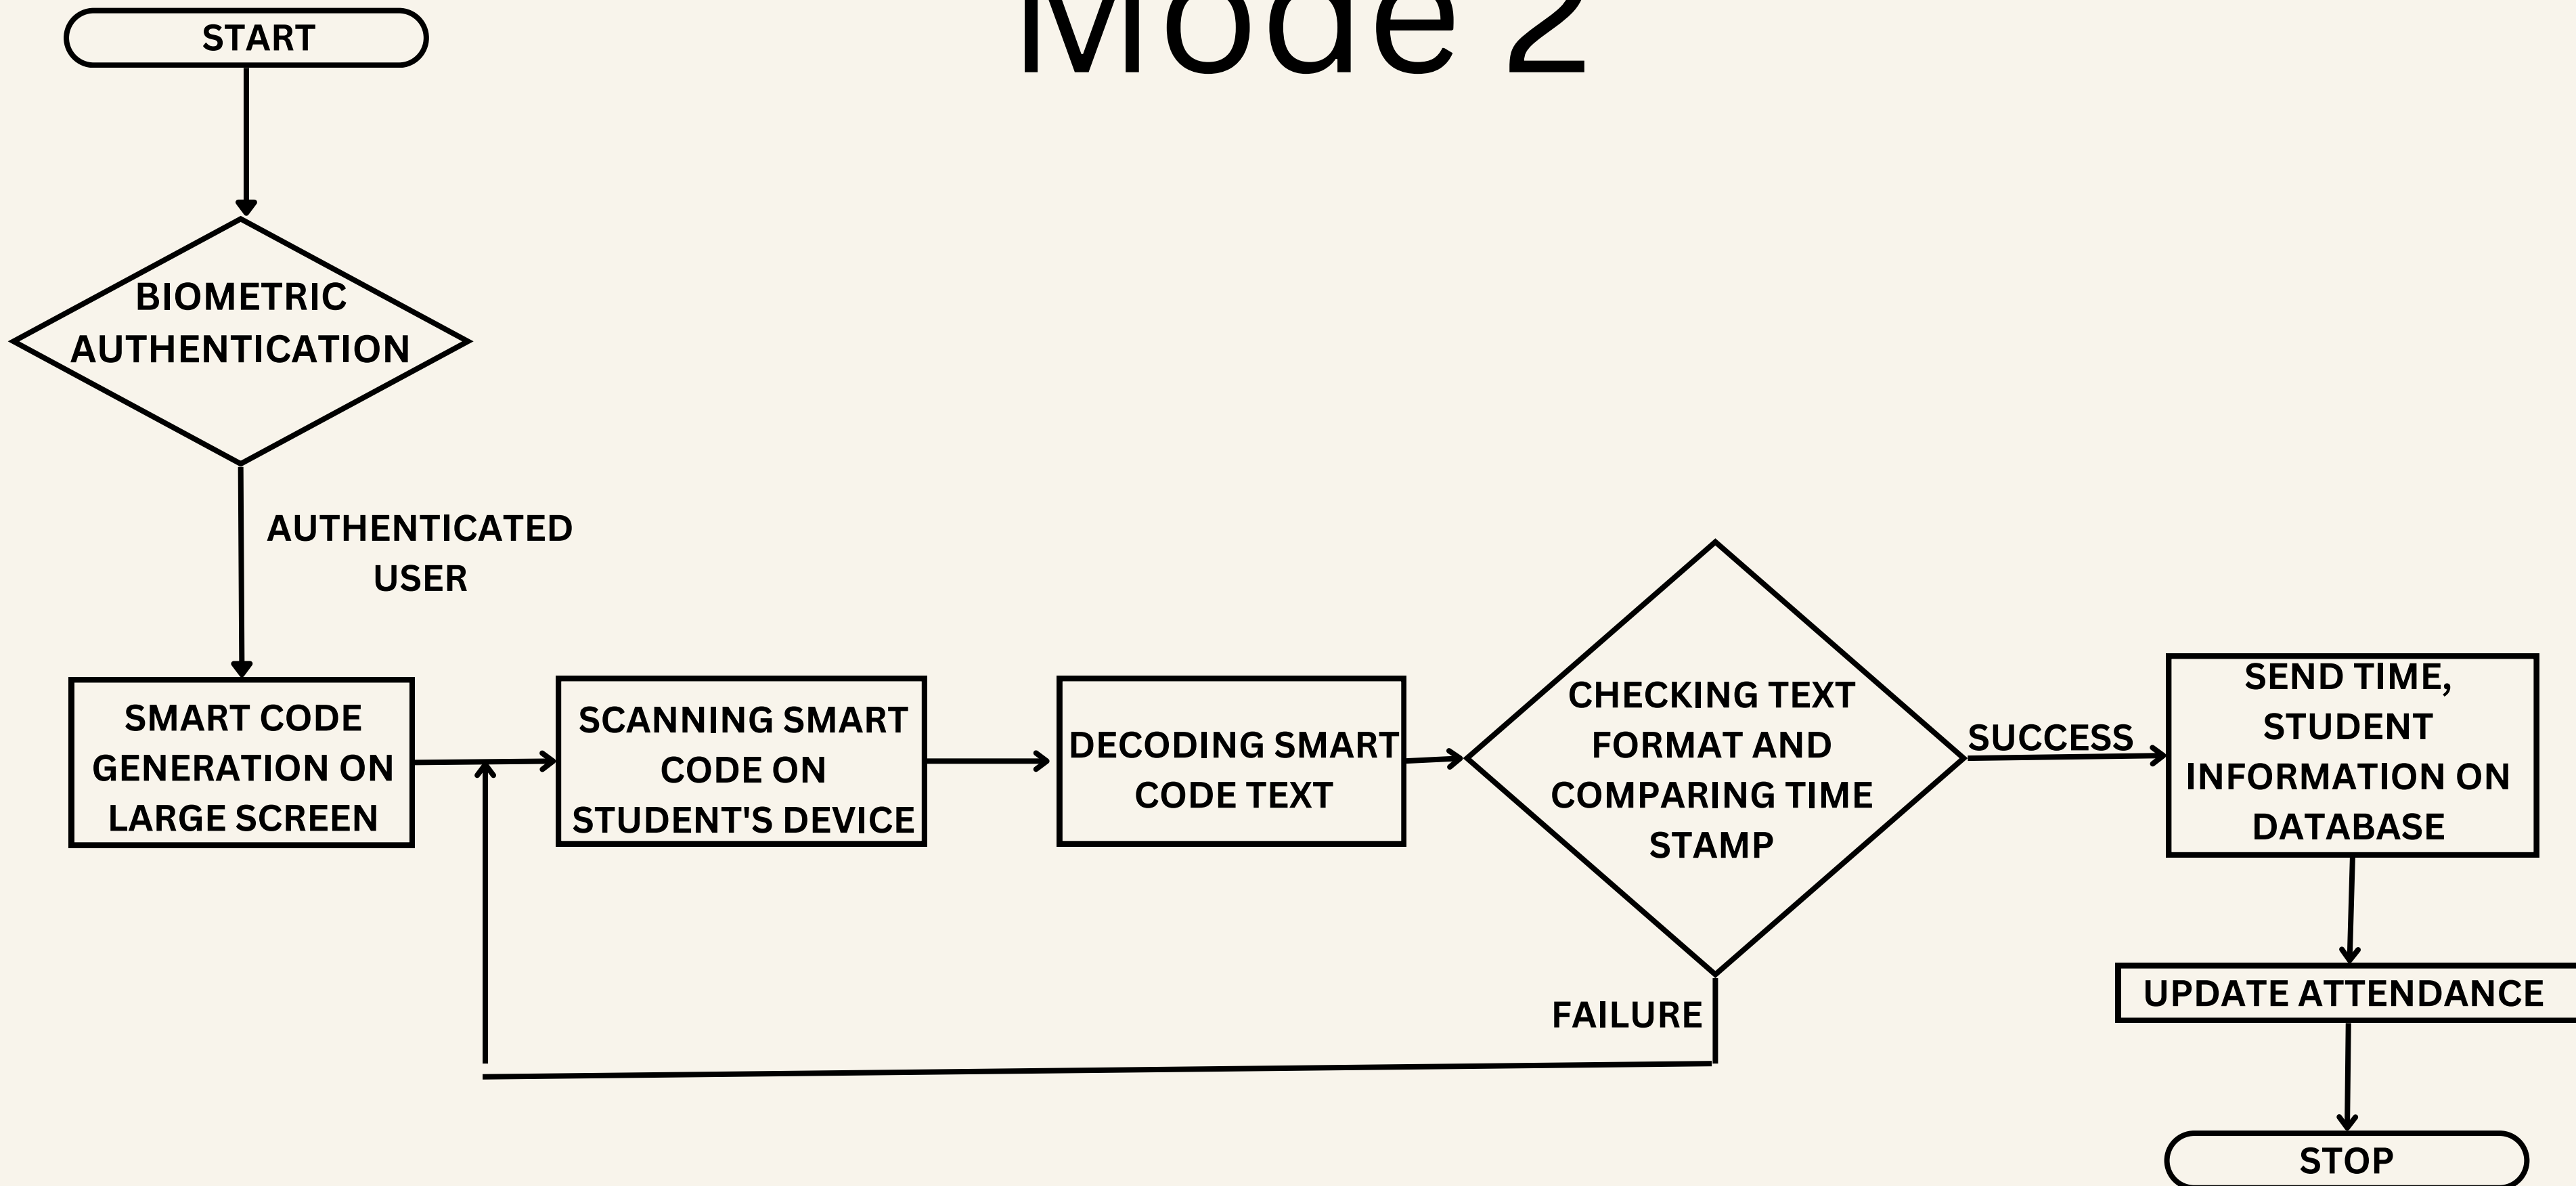 Mode 2
START
BIOMETRIC
AUTHENTICATION
AUTHENTICATED
USER
SMART CODE
GENERATION ON
LARGE SCREEN
SCANNING SMART
CODE ON
STUDENT'S DEVICE
DECODING SMART
CODE TEXT
CHECKING TEXT
FORMAT AND
COMPARING TIME
STAMP
FAILURE
SUCCESS
SEND TIME,
STUDENT
INFORMATION ON
DATABASE
UPDATE ATTENDANCE
STOP